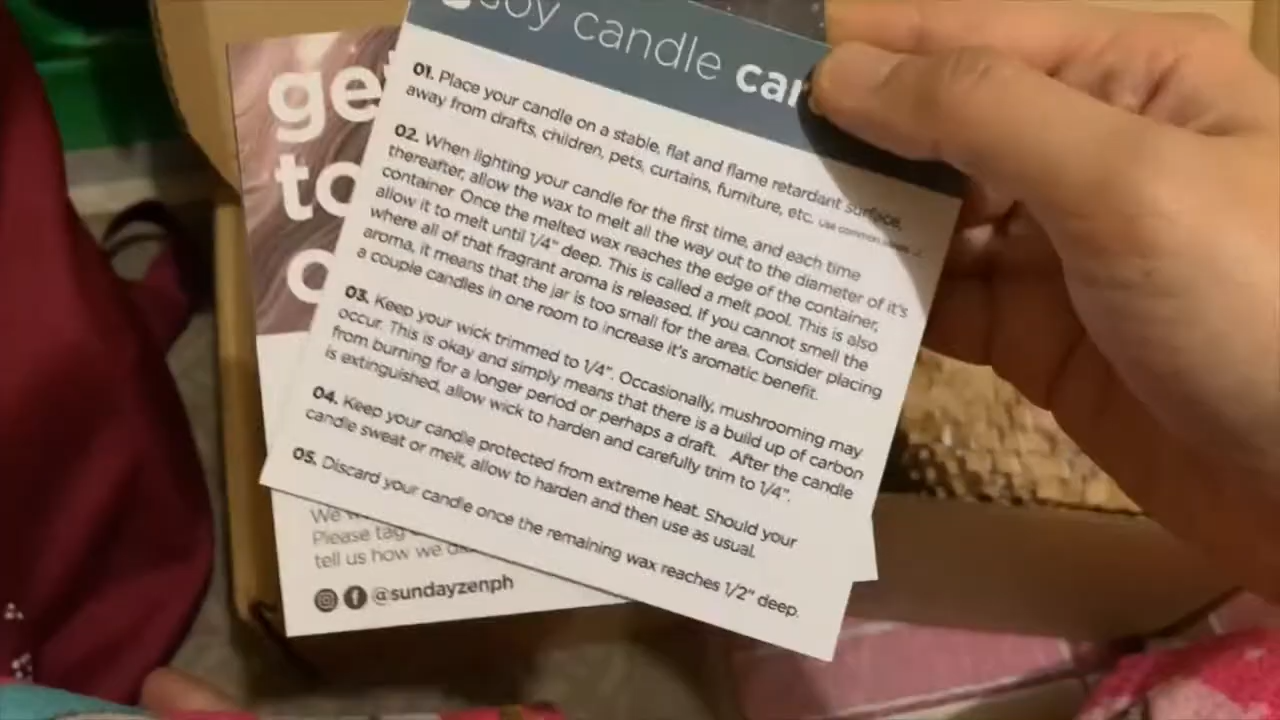 soy candle
01. Place your candle on a stable, flat and flame retardant surface,
away from drafts, children, pets, curtains, furniture, etc. Use common
02. When lighting your candle for the first time, and each time
thereafter, allow the wax to melt all the way out to the diameter of it's
container. Once the melted wax reaches the edge of the container,
allow it to melt until 1/4" deep. This is called a melt pool. This is also
where all of that fragrant aroma is released. If you cannot smell the
aroma, it means that the jar is too small for the area. Consider placing
a couple candles in one room to increase it's aromatic benefit.
03. Keep your wick trimmed to 1/4". Occasionally, mushrooming may
occur. This is okay and simply means that there is a build up of carbon
from burning for a longer period or perhaps a draft. After the candle
is extinguished, allow wick to harden and carefully trim to 1/4".
04. Keep your candle protected from extreme heat. Should your
candle sweat or melt, allow to harden and then use as usual.
05. Discard your candle once the remaining wax reaches 1/2" deep.
We
Please tag
tell us how we
@sundayzenph